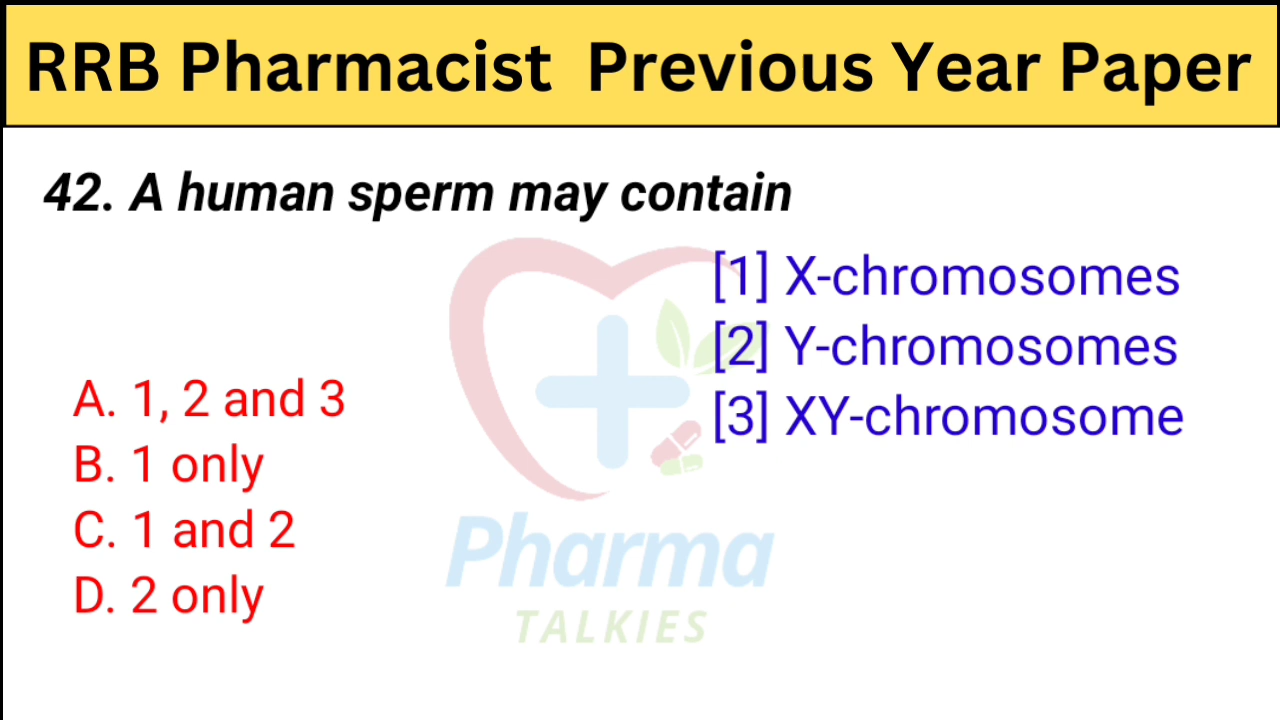 RRB Pharmacist Previous Year Paper
42. A human sperm may contain
[1] X-chromosomes
[2] Y-chromosomes
[3] XY-chromosome
A. 1, 2 and 3
B. 1 only
C. 1 and 2
D. 2 only
Pharma
TALKIES